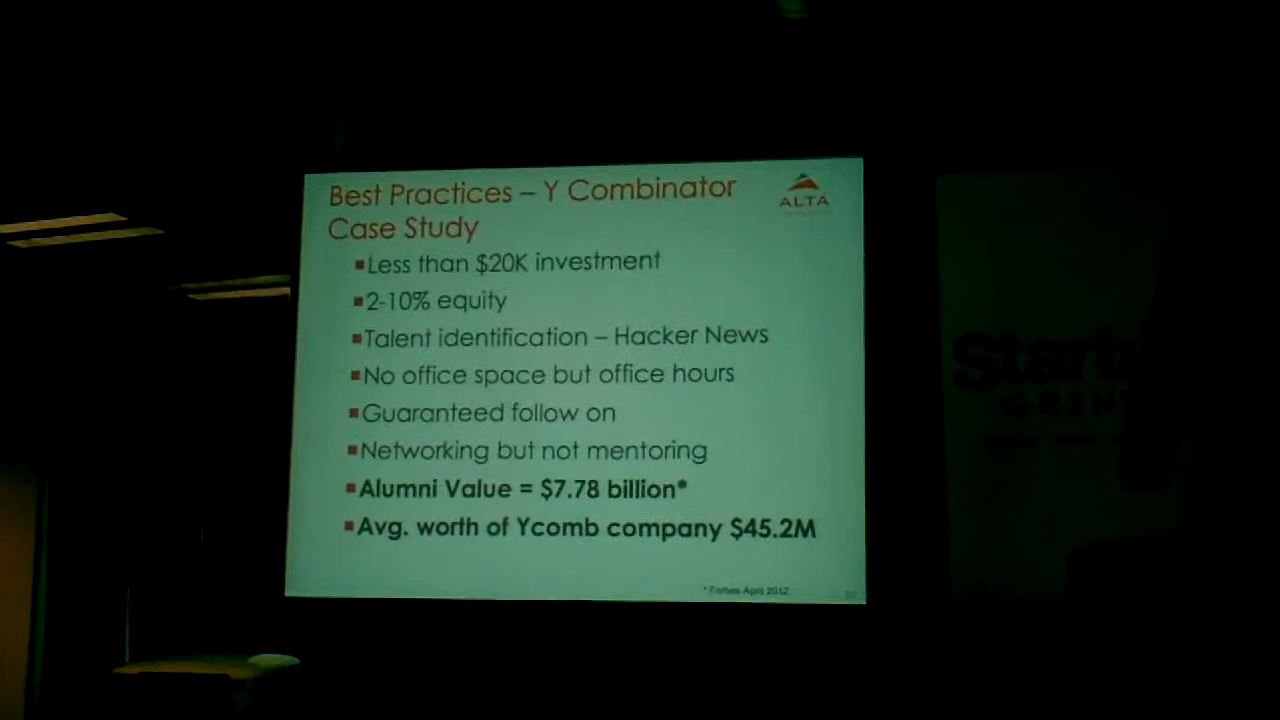 Best Practices – Y Combinator
Case Study
ALTA
▪Less than $20K investment
▪2-10% equity
▪Talent identification – Hacker News
▪No office space but office hours
▪Guaranteed follow on
▪Networking but not mentoring
▪Alumni Value = $7.78 billion*
▪Avg. worth of Ycomb company $45.2M
* Forbes April 2012
Start
GRIN